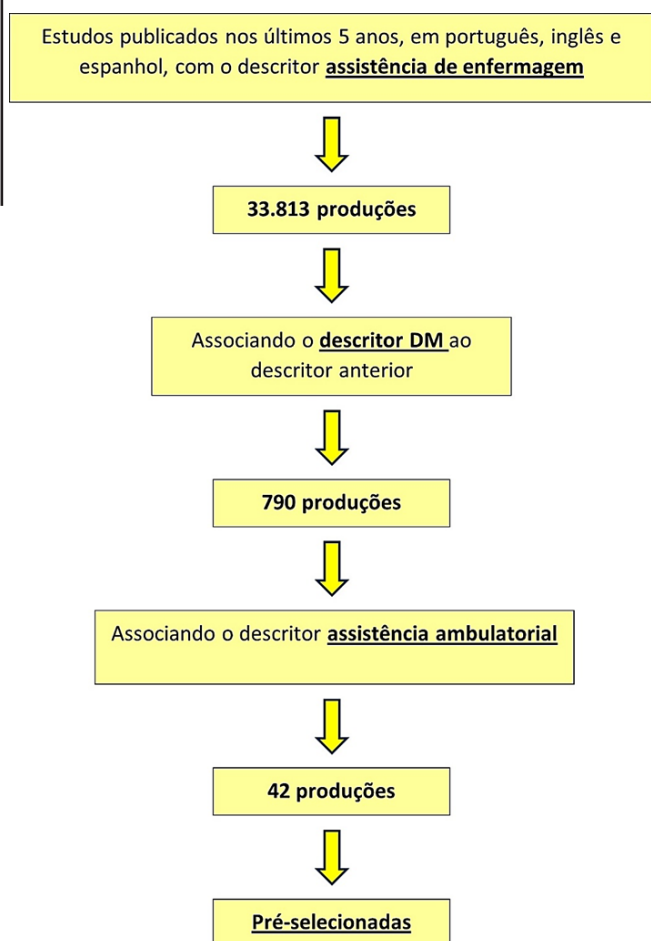 Estudos publicados nos últimos 5 anos, em português, inglês e
espanhol, com o descritor assistência de enfermagem
33.813 produções
Associando o descritor DM ao
descritor anterior
790 produções
Associando o descritor assistência ambulatorial
42 produções
Pré-selecionadas